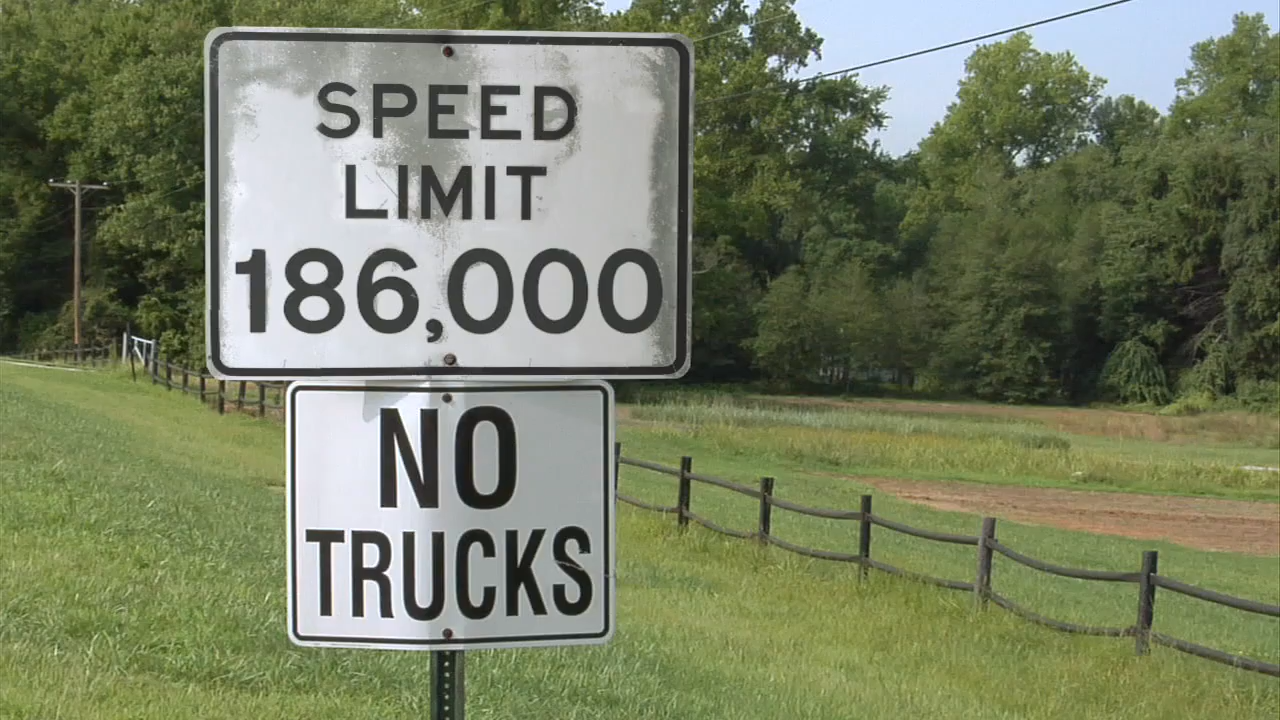 SPEED
LIMIT
186,000
NO
TRUCKS